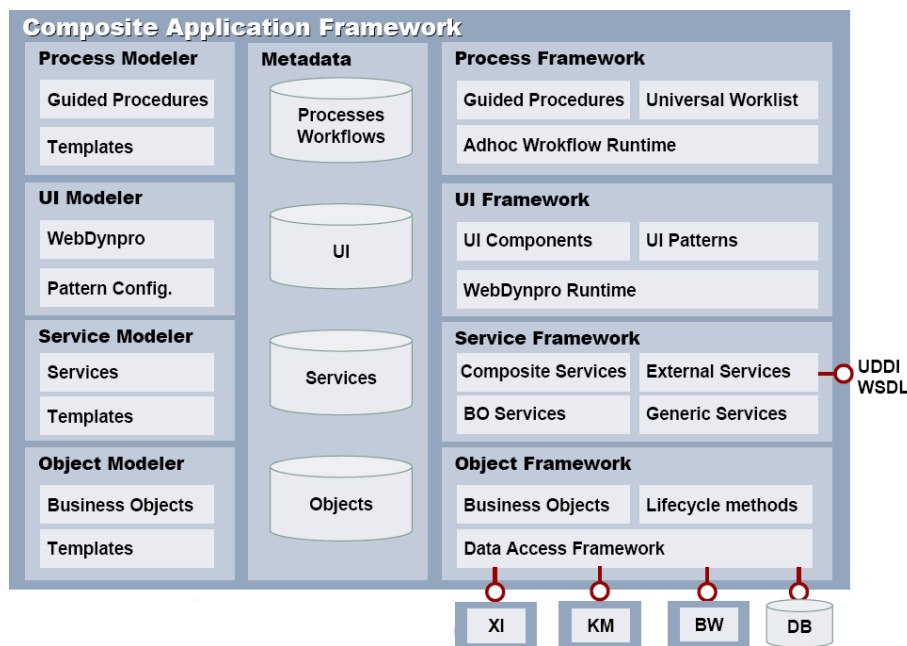 Composite Application Framework
Process Modeler
Guided Procedures
Templates
UI Modeler
WebDynpro
Pattern Config.
Service Modeler
Services
Templates
Object Modeler
Business Objects
Templates
Metadata
Processes
Workflows
UI
Services
Objects
Process Framework
Guided Procedures
Universal Worklist
Adhoc Wrokflow Runtime
UI Framework
UI Components
UI Patterns
WebDynpro Runtime
Service Framework
Composite Services
External Services
BO Services
Generic Services
UDDI
WSDL
Object Framework
Business Objects
Lifecycle methods
Data Access Framework
XI
KM
BW
DB